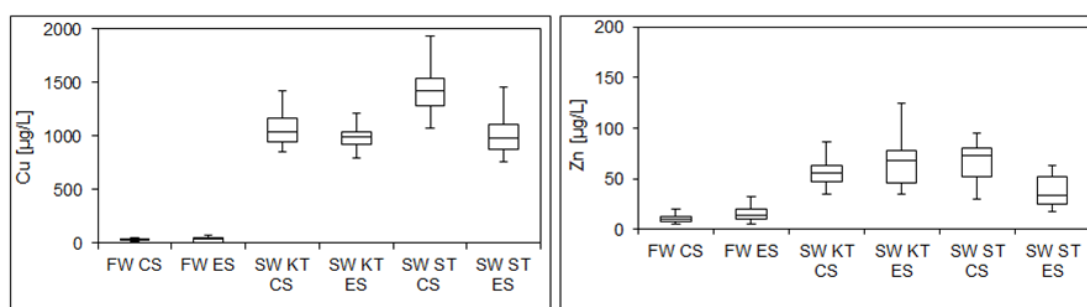 Cu [µg/L]
2000
1500
1000
500
0
FW CS FW ES SW KT SW KT SW ST SW ST
CS ES CS ES
Zn [µg/L]
200
150
100
50
0
FW CS FW ES SW KT SW KT SW ST SW ST
CS ES CS ES